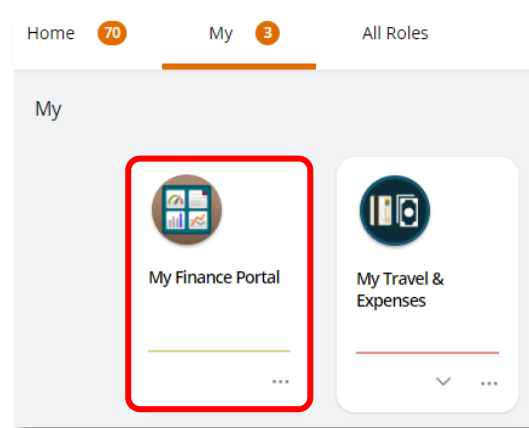 Home 70 My 3 All Roles
My
My Finance Portal
My Travel &
Expenses